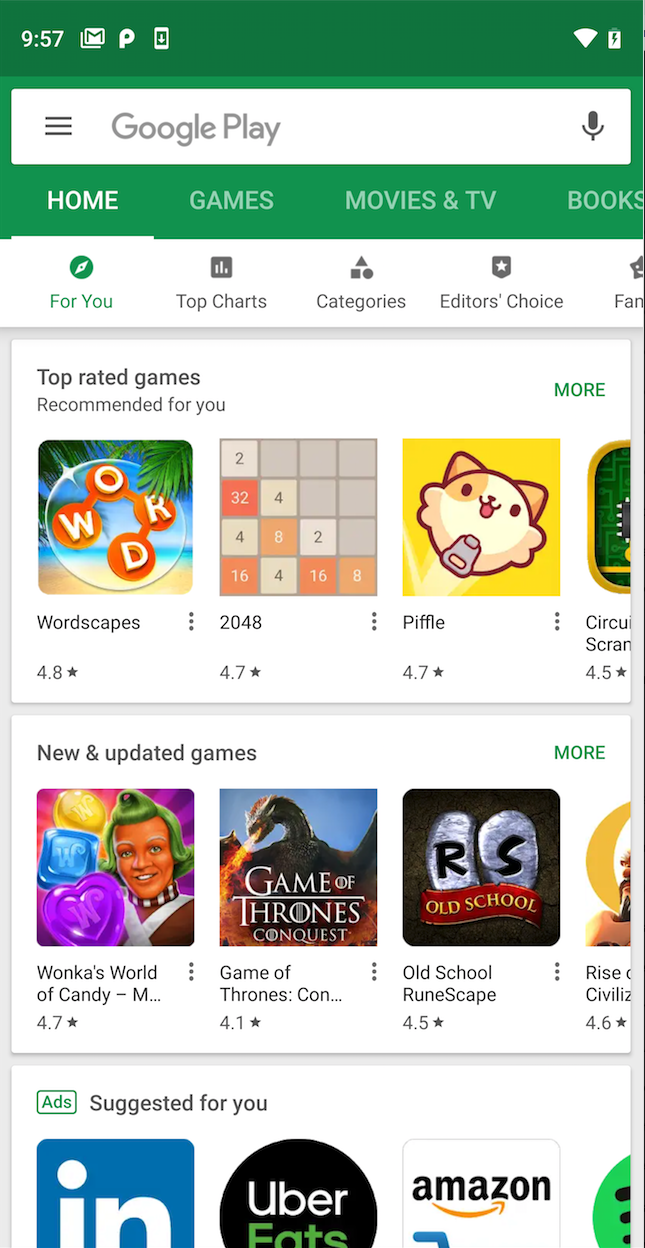 9:57
Google Play
HOME GAMES MOVIES & TV BOOKS
For You Top Charts Categories Editors' Choice Fan
Top rated games
Recommended for you
MORE
W O R D
2
32 4
4 8 2
16 4 16 8
Wordscapes 2048 Piffle Circui
Scran
4.8 4.7 4.7 4.5
New & updated games
MORE
W W W
GAME OF
THRONES
CONQUEST
RS
OLD SCHOOL
Wonka's World Game of Old School Rise o
of Candy – M... Thrones: Con... RuneScape Civiliz
4.7 4.1 4.5 4.6
Ads Suggested for you
in
Uber
Eats
amazon